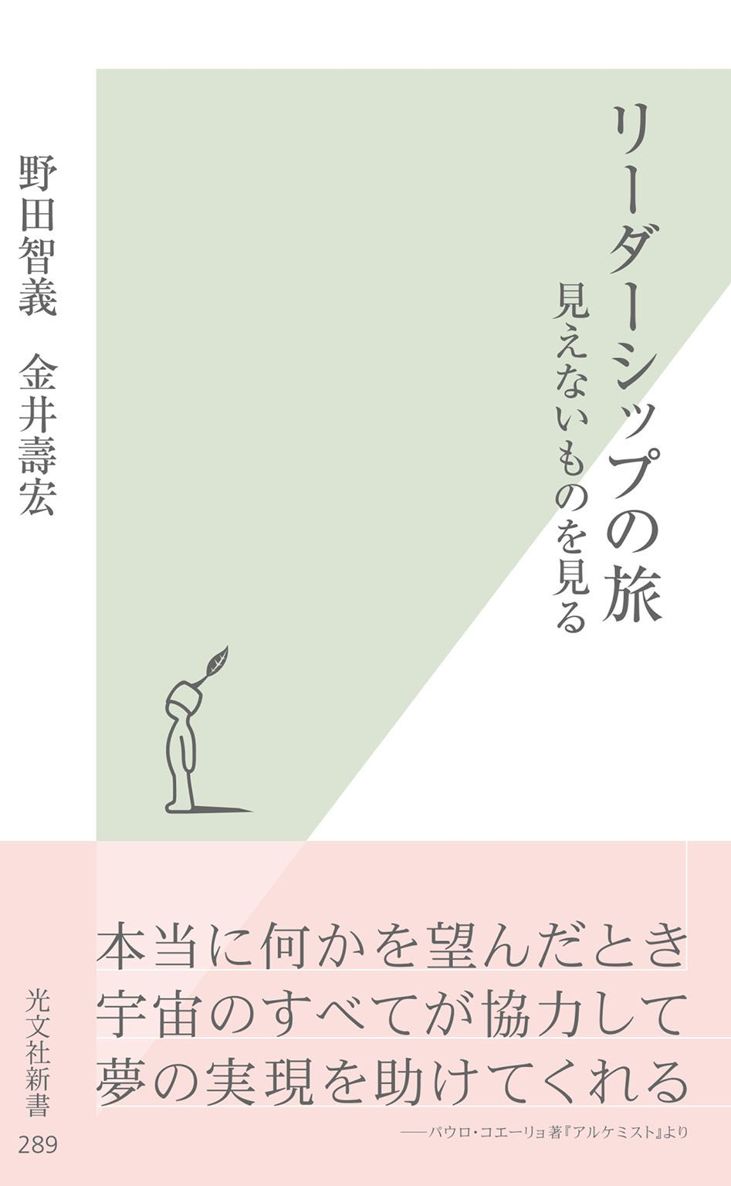 リーダーシップの旅
見えないものを見る
野田智義　金井壽宏
本当に何かを望んだとき
宇宙のすべてが協力して
夢の実現を助けてくれる
──パウロ・コエーリョ著『アルケミスト』より
光文社新書
289